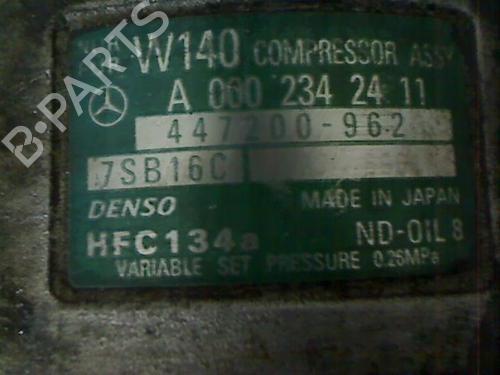 W140 COMPRESSOR ASSY
A 000 234 24 11
447200-962
7SB16C
DENSO MADE IN JAPAN
HFC134a ND-OIL 8
VARIABLE SET PRESSURE 0.26MPa
B-PARTS